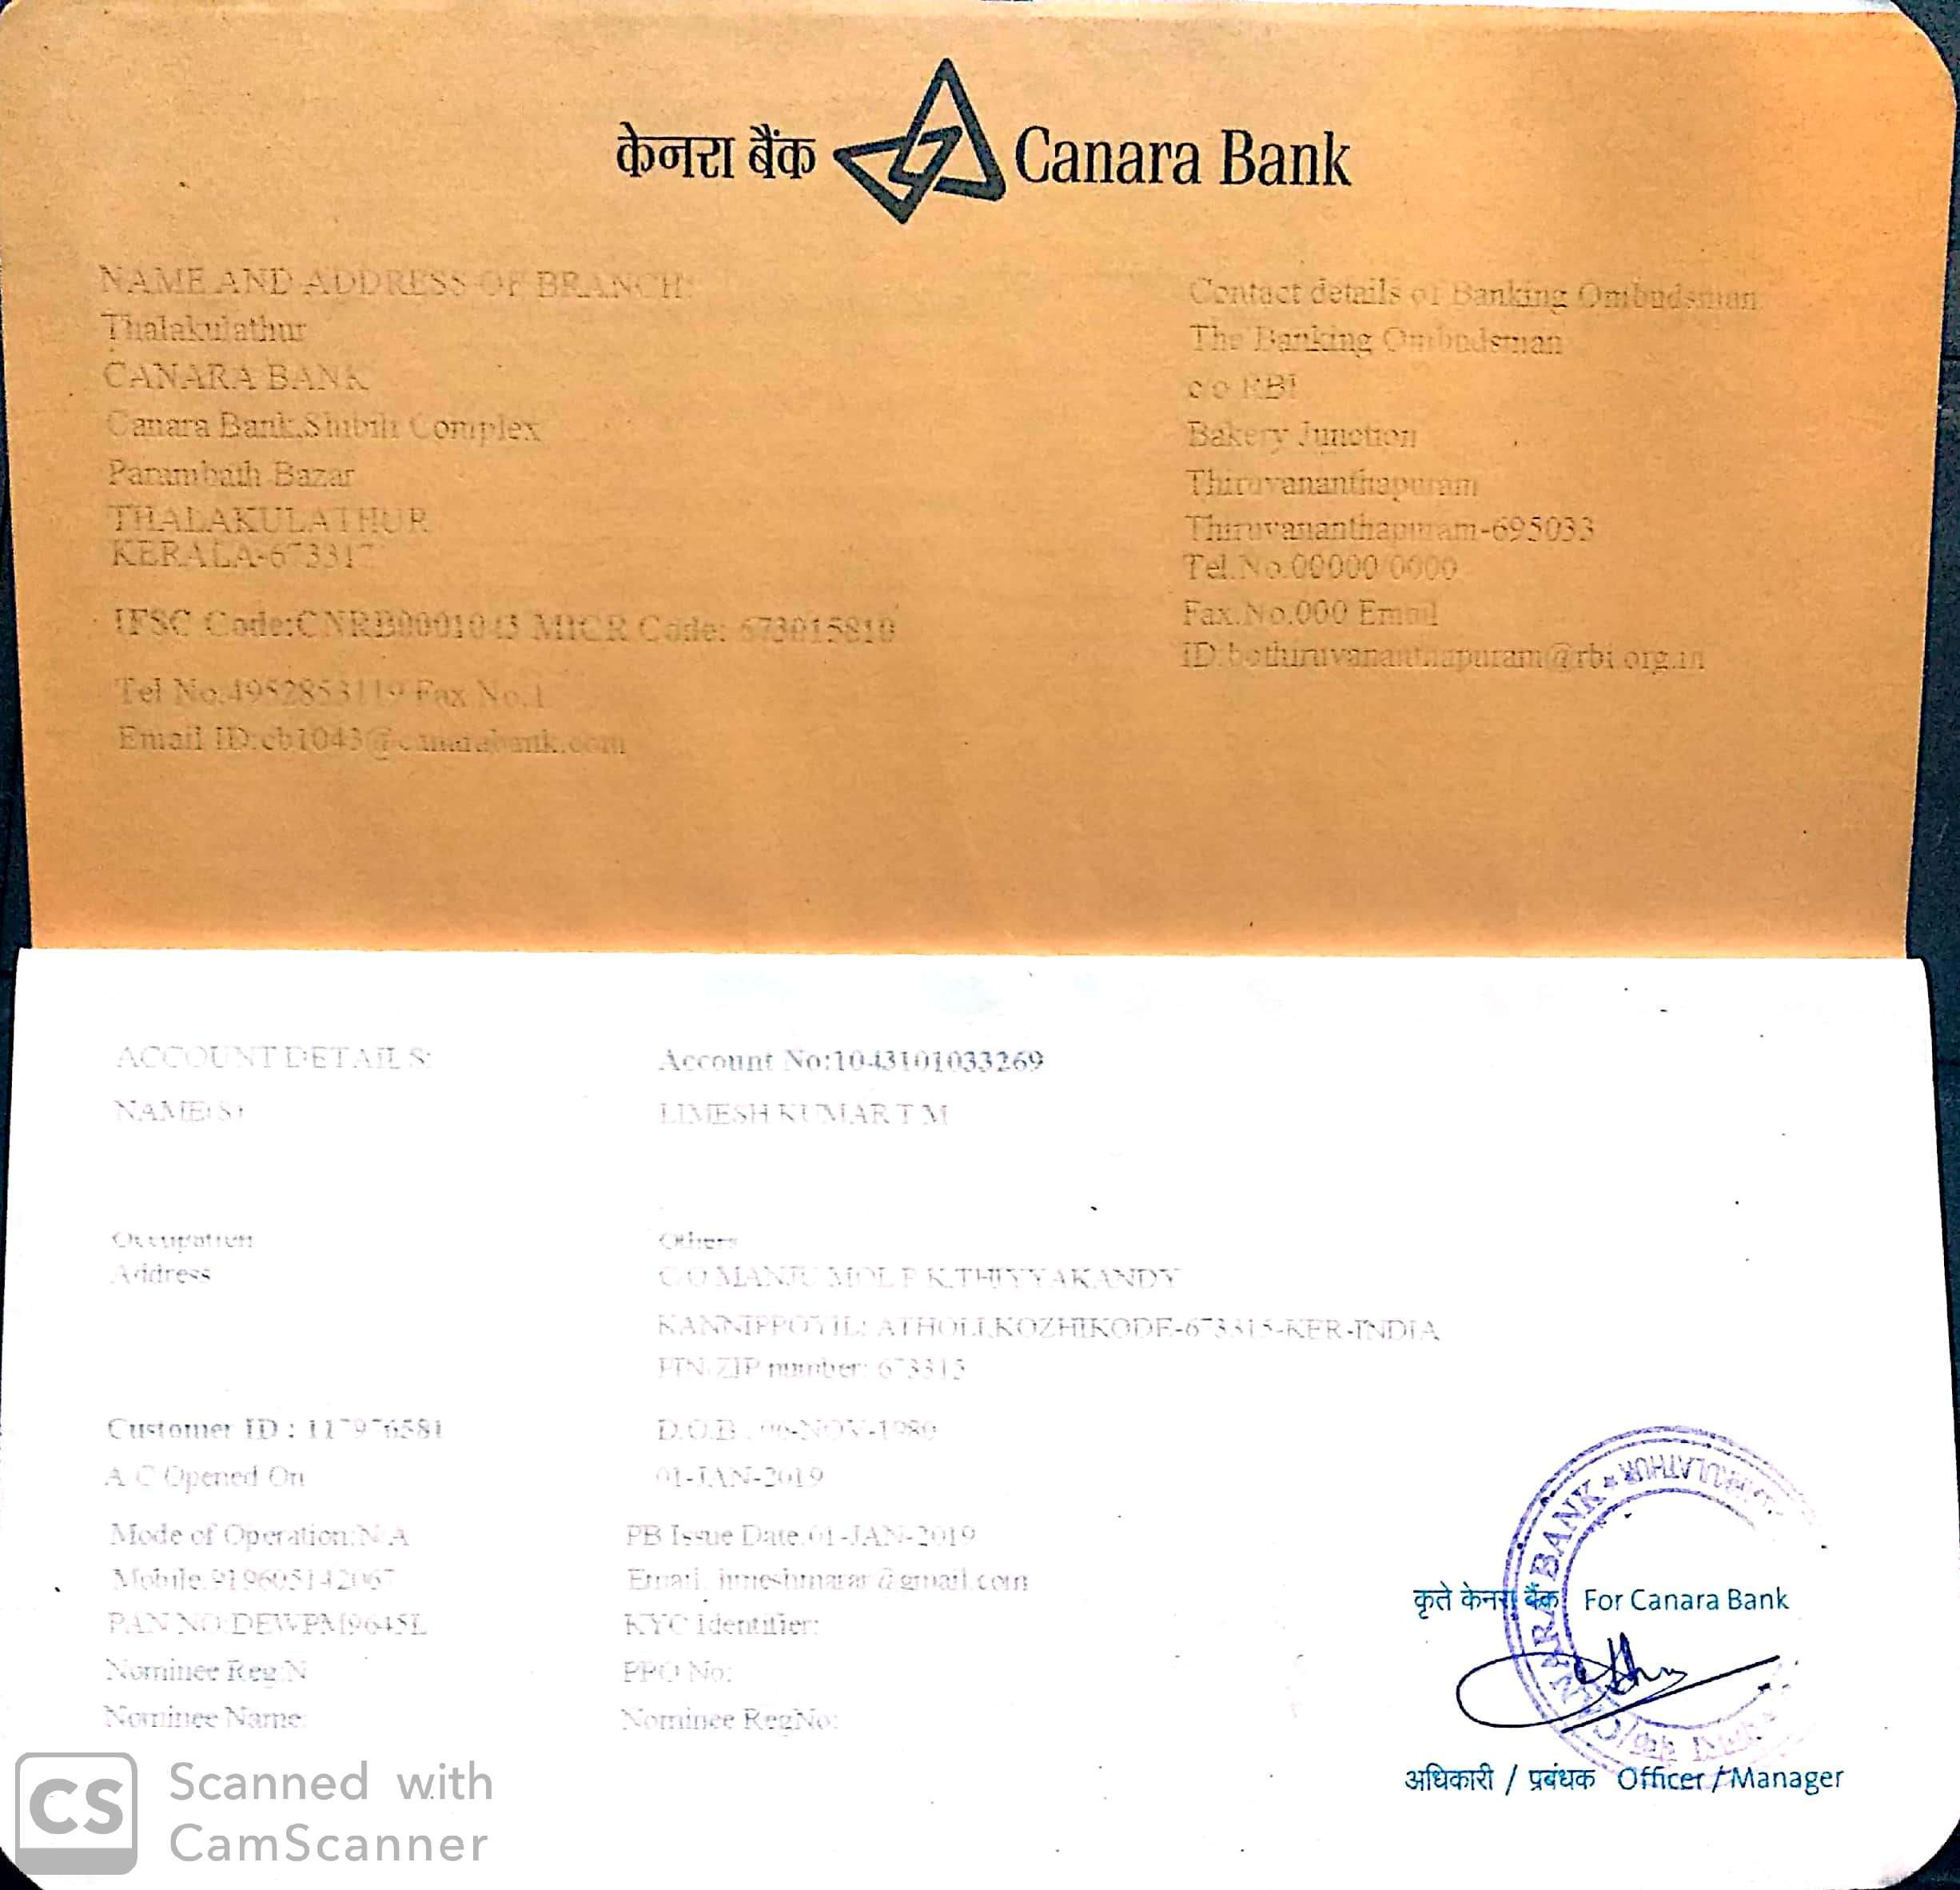 केनरा बैंक Canara Bank
NAME AND ADDRESS OF BRANCH:
Thalakulathur
CANARA BANK
Canara Bank,Shibili Complex
Parambath Bazar
THALAKULATHUR
KERALA-673317
IFSC Code:CNRB0001043 MICR Code: 673015810
Tel No.4952853119 Fax No.1
Email ID:cb1043@canarabank.com
Contact details of Banking Ombudsman
The Banking Ombudsman
c/o RBI
Bakery Junction
Thiruvananthapuram
Thiruvananthapuram-695033
Tel.No.00000/0000
Fax.No.000 Email
ID:bothiruvananthapuram@rbi.org.in
ACCOUNT DETAILS: Account No:1043101033269
NAME(S) LIMESH KUMAR T M
Occupation Others
Address C/O MANJU MOL P K,THIYYAKANDY
ATHOLI,KOZHIKODE-673315-KER-INDIA
PIN/ZIP number: 673315
Customer ID : 117976581 D.O.B : 06-NOV-1980
A/C Opened On 01-JAN-2019
Mode of Operation:N/A PB Issue Date:01-JAN-2019
Mobile:919605142067 Email:
PAN NO:DEWPM9645L KYC Identifier:
Nominee Reg:N PPO No:
Nominee Name: Nominee RegNo:
CANARA BANK
कृते केनरा बैंक For Canara Bank
अधिकारी / प्रबंधक Officer / Manager
CS Scanned with
CamScanner